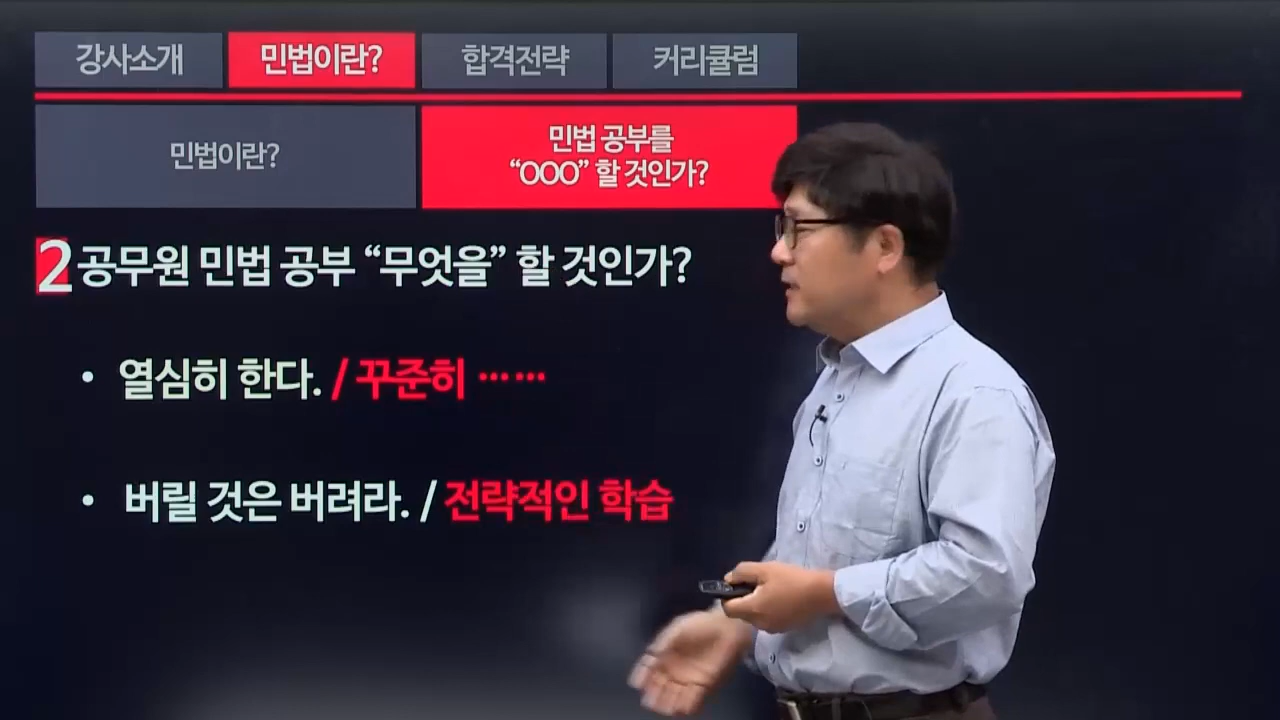 강사소개
민법이란?
합격전략
커리큘럼
민법이란?
민법 공부를
“OOO” 할 것인가?
2 공무원 민법 공부 “무엇을” 할 것인가?
• 열심히 한다. / 꾸준히 ……
• 버릴 것은 버려라. / 전략적인 학습